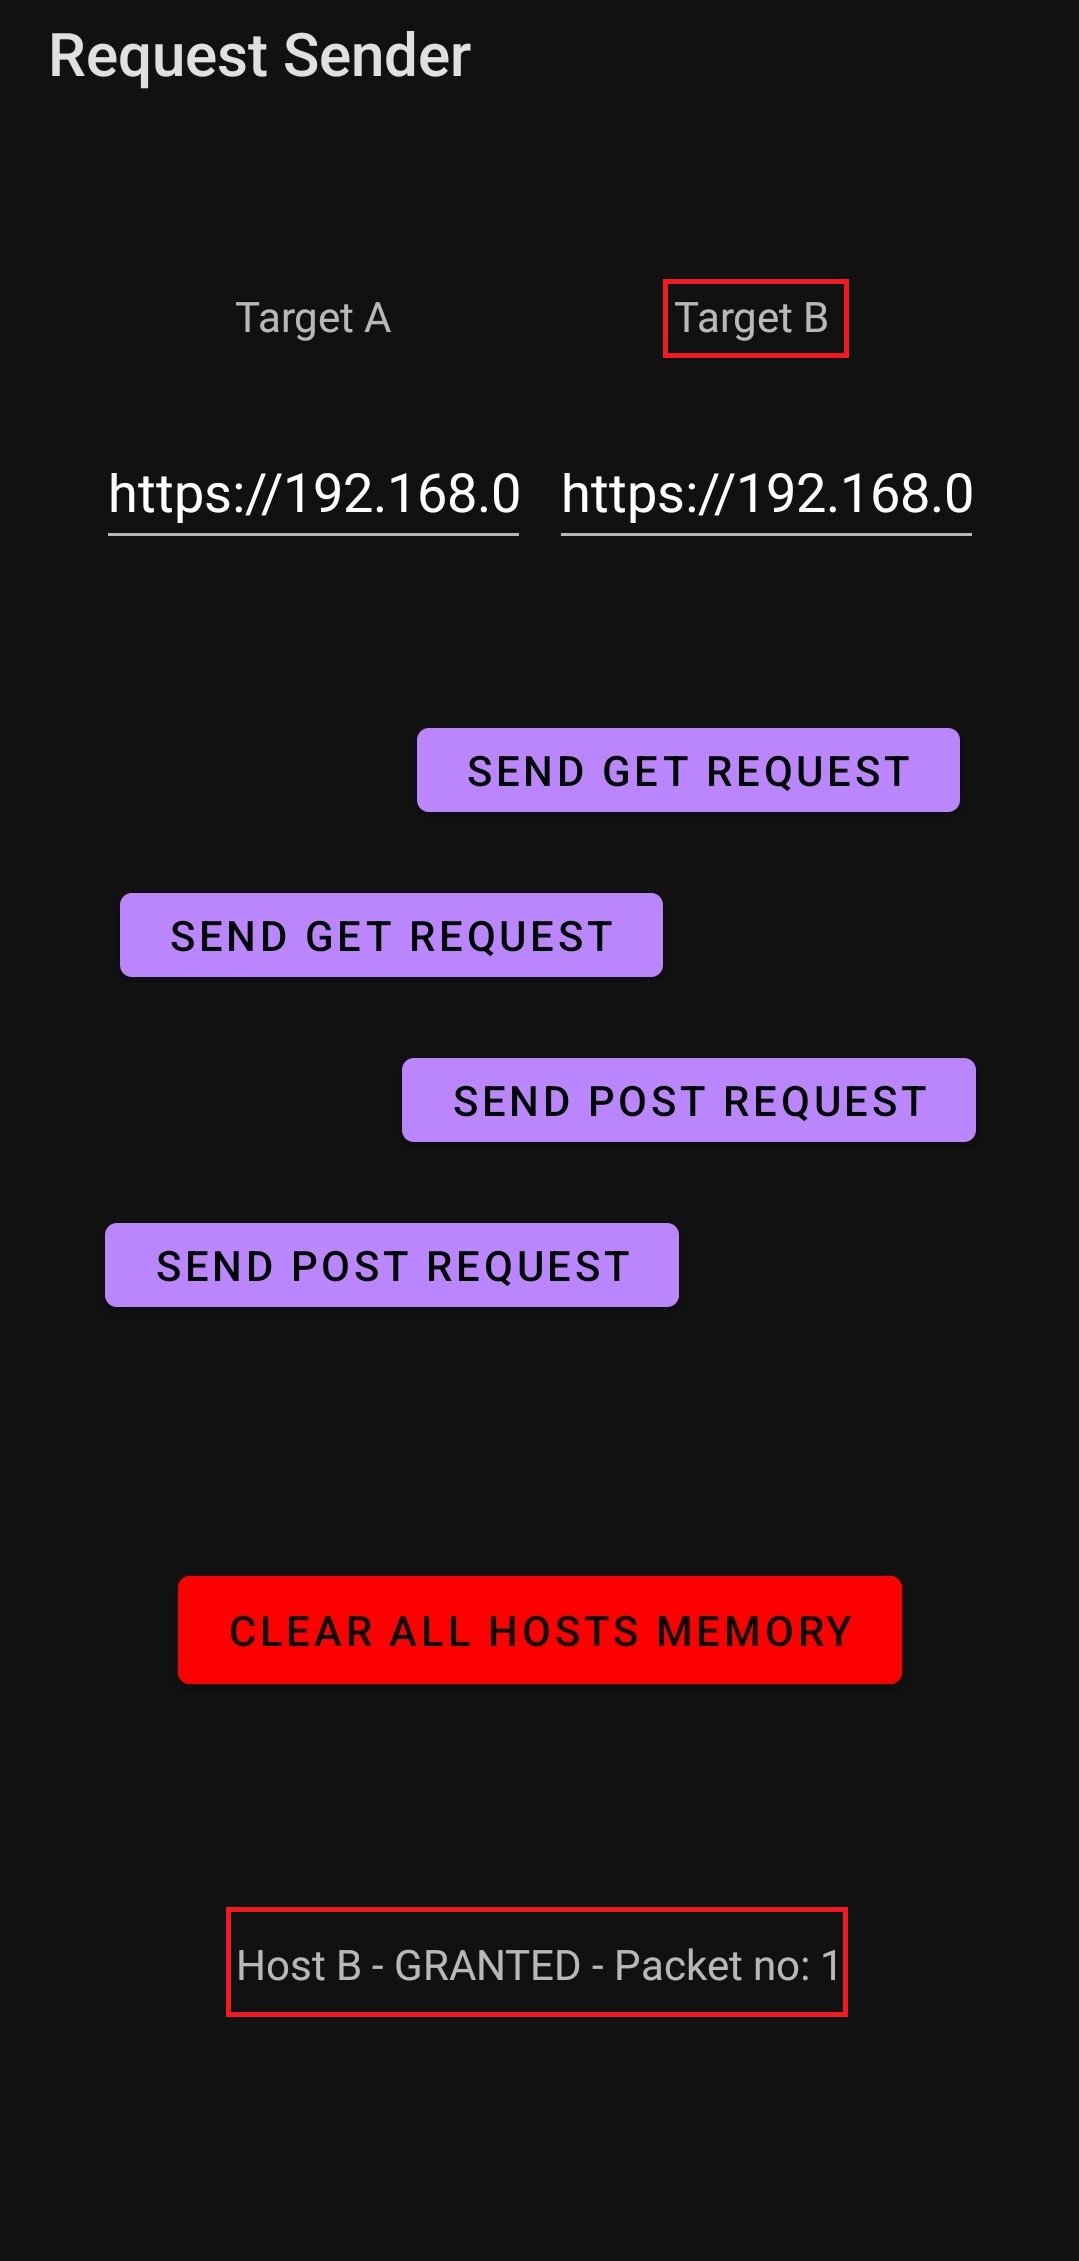 Request Sender
Target A
Target B
https://192.168.0
https://192.168.0
SEND GET REQUEST
SEND GET REQUEST
SEND POST REQUEST
SEND POST REQUEST
CLEAR ALL HOSTS MEMORY
Host B - GRANTED - Packet no: 1